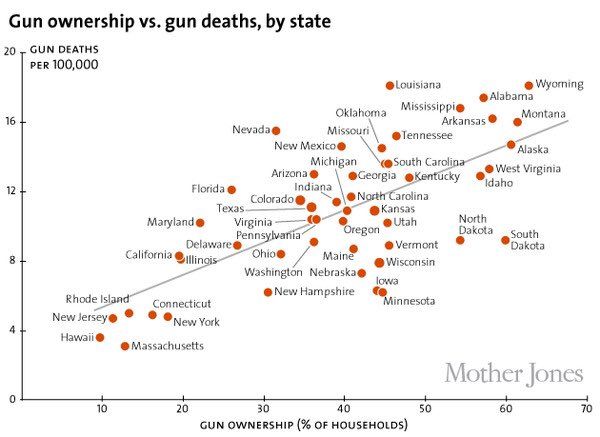 Gun ownership vs. gun deaths, by state
20
GUN DEATHS
PER 100,000
Louisiana
Wyoming
Alabama
Mississippi
Oklahoma
Arkansas
Montana
16
Missouri
Nevada
Tennessee
New Mexico
Alaska
Michigan
South Carolina
West Virginia
Arizona
Georgia
Kentucky
Idaho
Indiana
12
Florida
Colorado
North Carolina
Texas
Kansas
Maryland
Virginia
Utah
North
Dakota
Pennsylvania
Oregon
South
Dakota
Delaware
Vermont
California
Illinois
Ohio
Maine
8
Washington
Wisconsin
Nebraska
Iowa
New Hampshire
Minnesota
Rhode Island
Connecticut
New Jersey
New York
4
Hawaii
Massachusetts
Mother Jones
0
10
20
30
40
50
60
70
GUN OWNERSHIP (% OF HOUSEHOLDS)